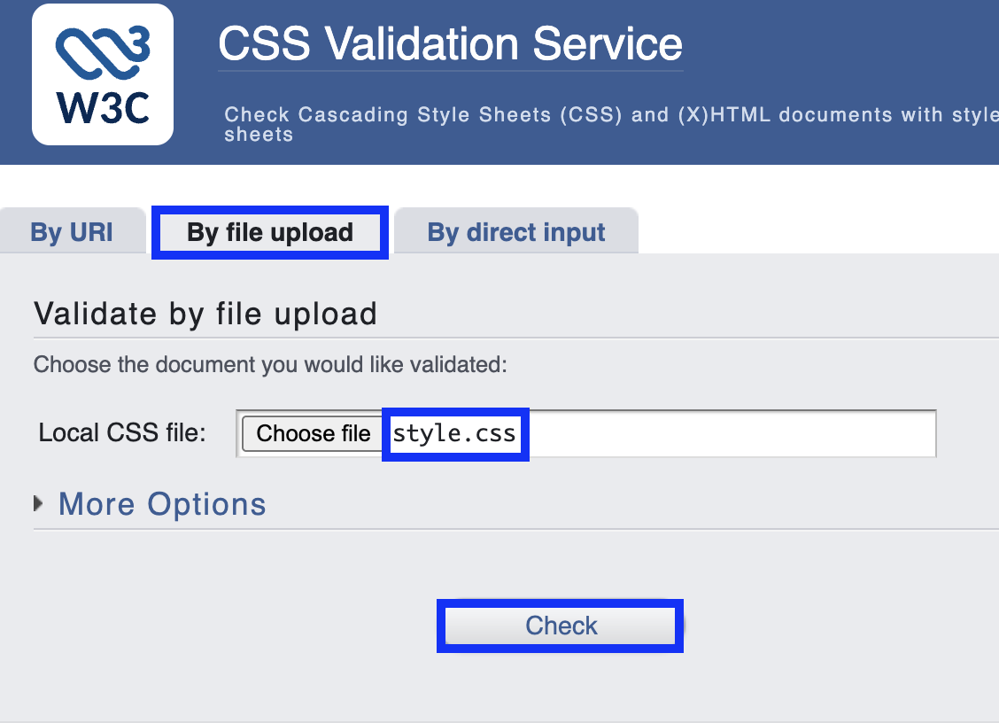 W3C
CSS Validation Service
Check Cascading Style Sheets (CSS) and (X)HTML documents with style
sheets
By URI
By file upload
By direct input
Validate by file upload
Choose the document you would like validated:
Local CSS file:
Choose file
style.css
More Options
Check